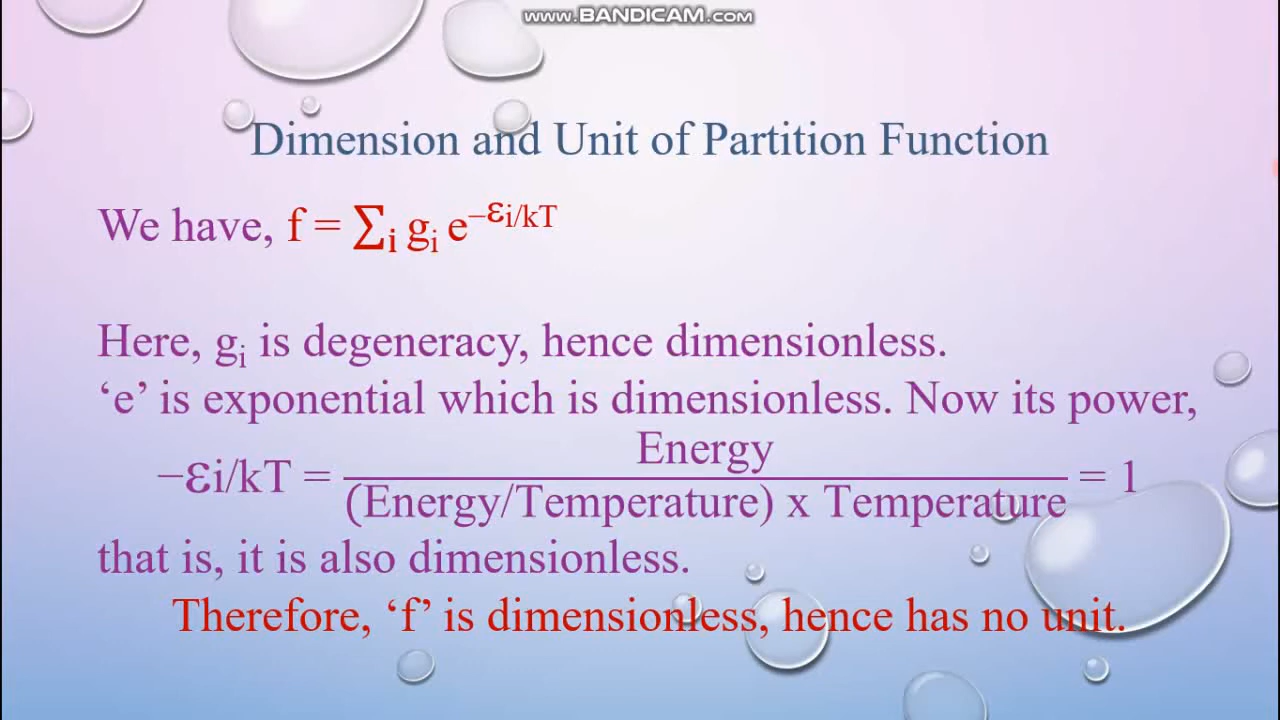 www.BANDICAM.com
Dimension and Unit of Partition Function
We have, f = ∑i gi e−εi/kT
Here, gi is degeneracy, hence dimensionless.
‘e’ is exponential which is dimensionless. Now its power,
Energy
−εi/kT = (Energy/Temperature) x Temperature = 1
that is, it is also dimensionless.
Therefore, ‘f’ is dimensionless, hence has no unit.